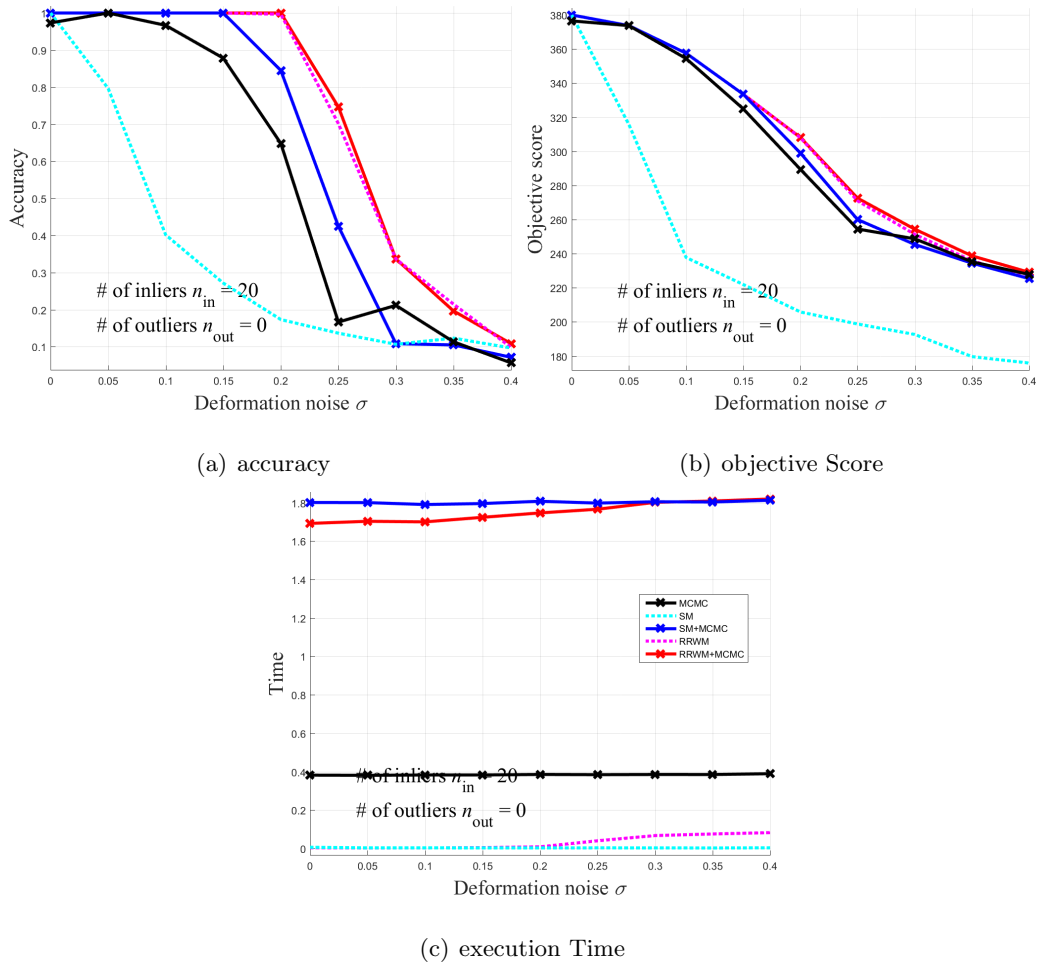 1
0.9
0.8
0.7
0.6
0.5
0.4
0.3
0.2
0.1
Accuracy
# of inliers n_in = 20
# of outliers n_out = 0
0 0.05 0.1 0.15 0.2 0.25 0.3 0.35 0.4
Deformation noise σ
(a) accuracy
380
360
340
320
300
280
260
240
220
200
180
Objective score
# of inliers n_in = 20
# of outliers n_out = 0
0 0.05 0.1 0.15 0.2 0.25 0.3 0.35 0.4
Deformation noise σ
(b) objective Score
1.8
1.6
1.4
1.2
1
0.8
0.6
0.4
0.2
0
Time
MCMC
SM
SM+MCMC
RRWM
RRWM+MCMC
# of inliers n_in = 20
# of outliers n_out = 0
0 0.05 0.1 0.15 0.2 0.25 0.3 0.35 0.4
Deformation noise σ
(c) execution Time